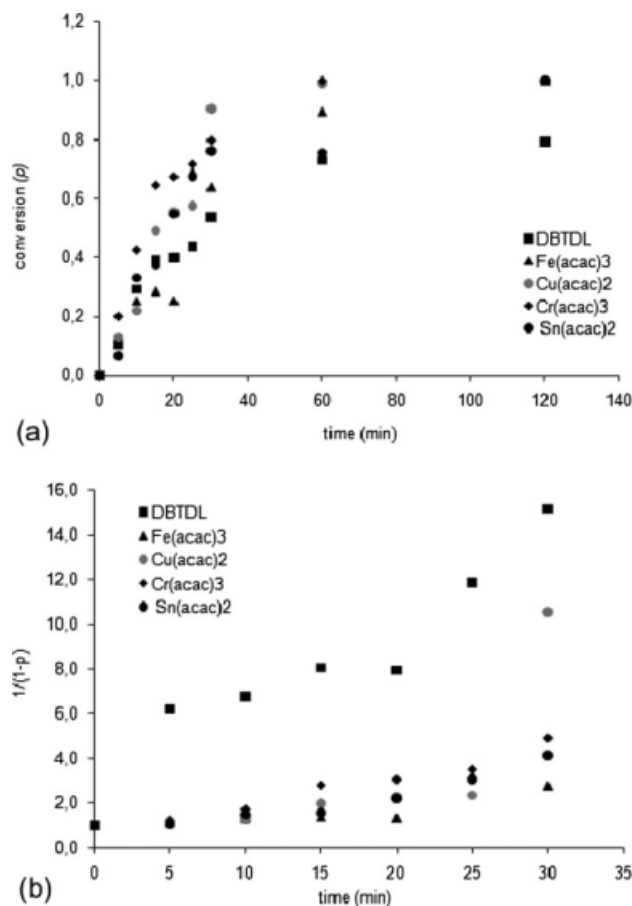 1,2
1,0
0,8
0,6
0,4
0,2
0,0
conversion (p)
DBTDL
Fe(acac)3
Cu(acac)2
Cr(acac)3
Sn(acac)2
0 20 40 60 80 100 120 140
time (min)
(a)
16,0
14,0
12,0
10,0
8,0
6,0
4,0
2,0
0,0
1/(1-p)
DBTDL
Fe(acac)3
Cu(acac)2
Cr(acac)3
Sn(acac)2
0 5 10 15 20 25 30 35
time (min)
(b)